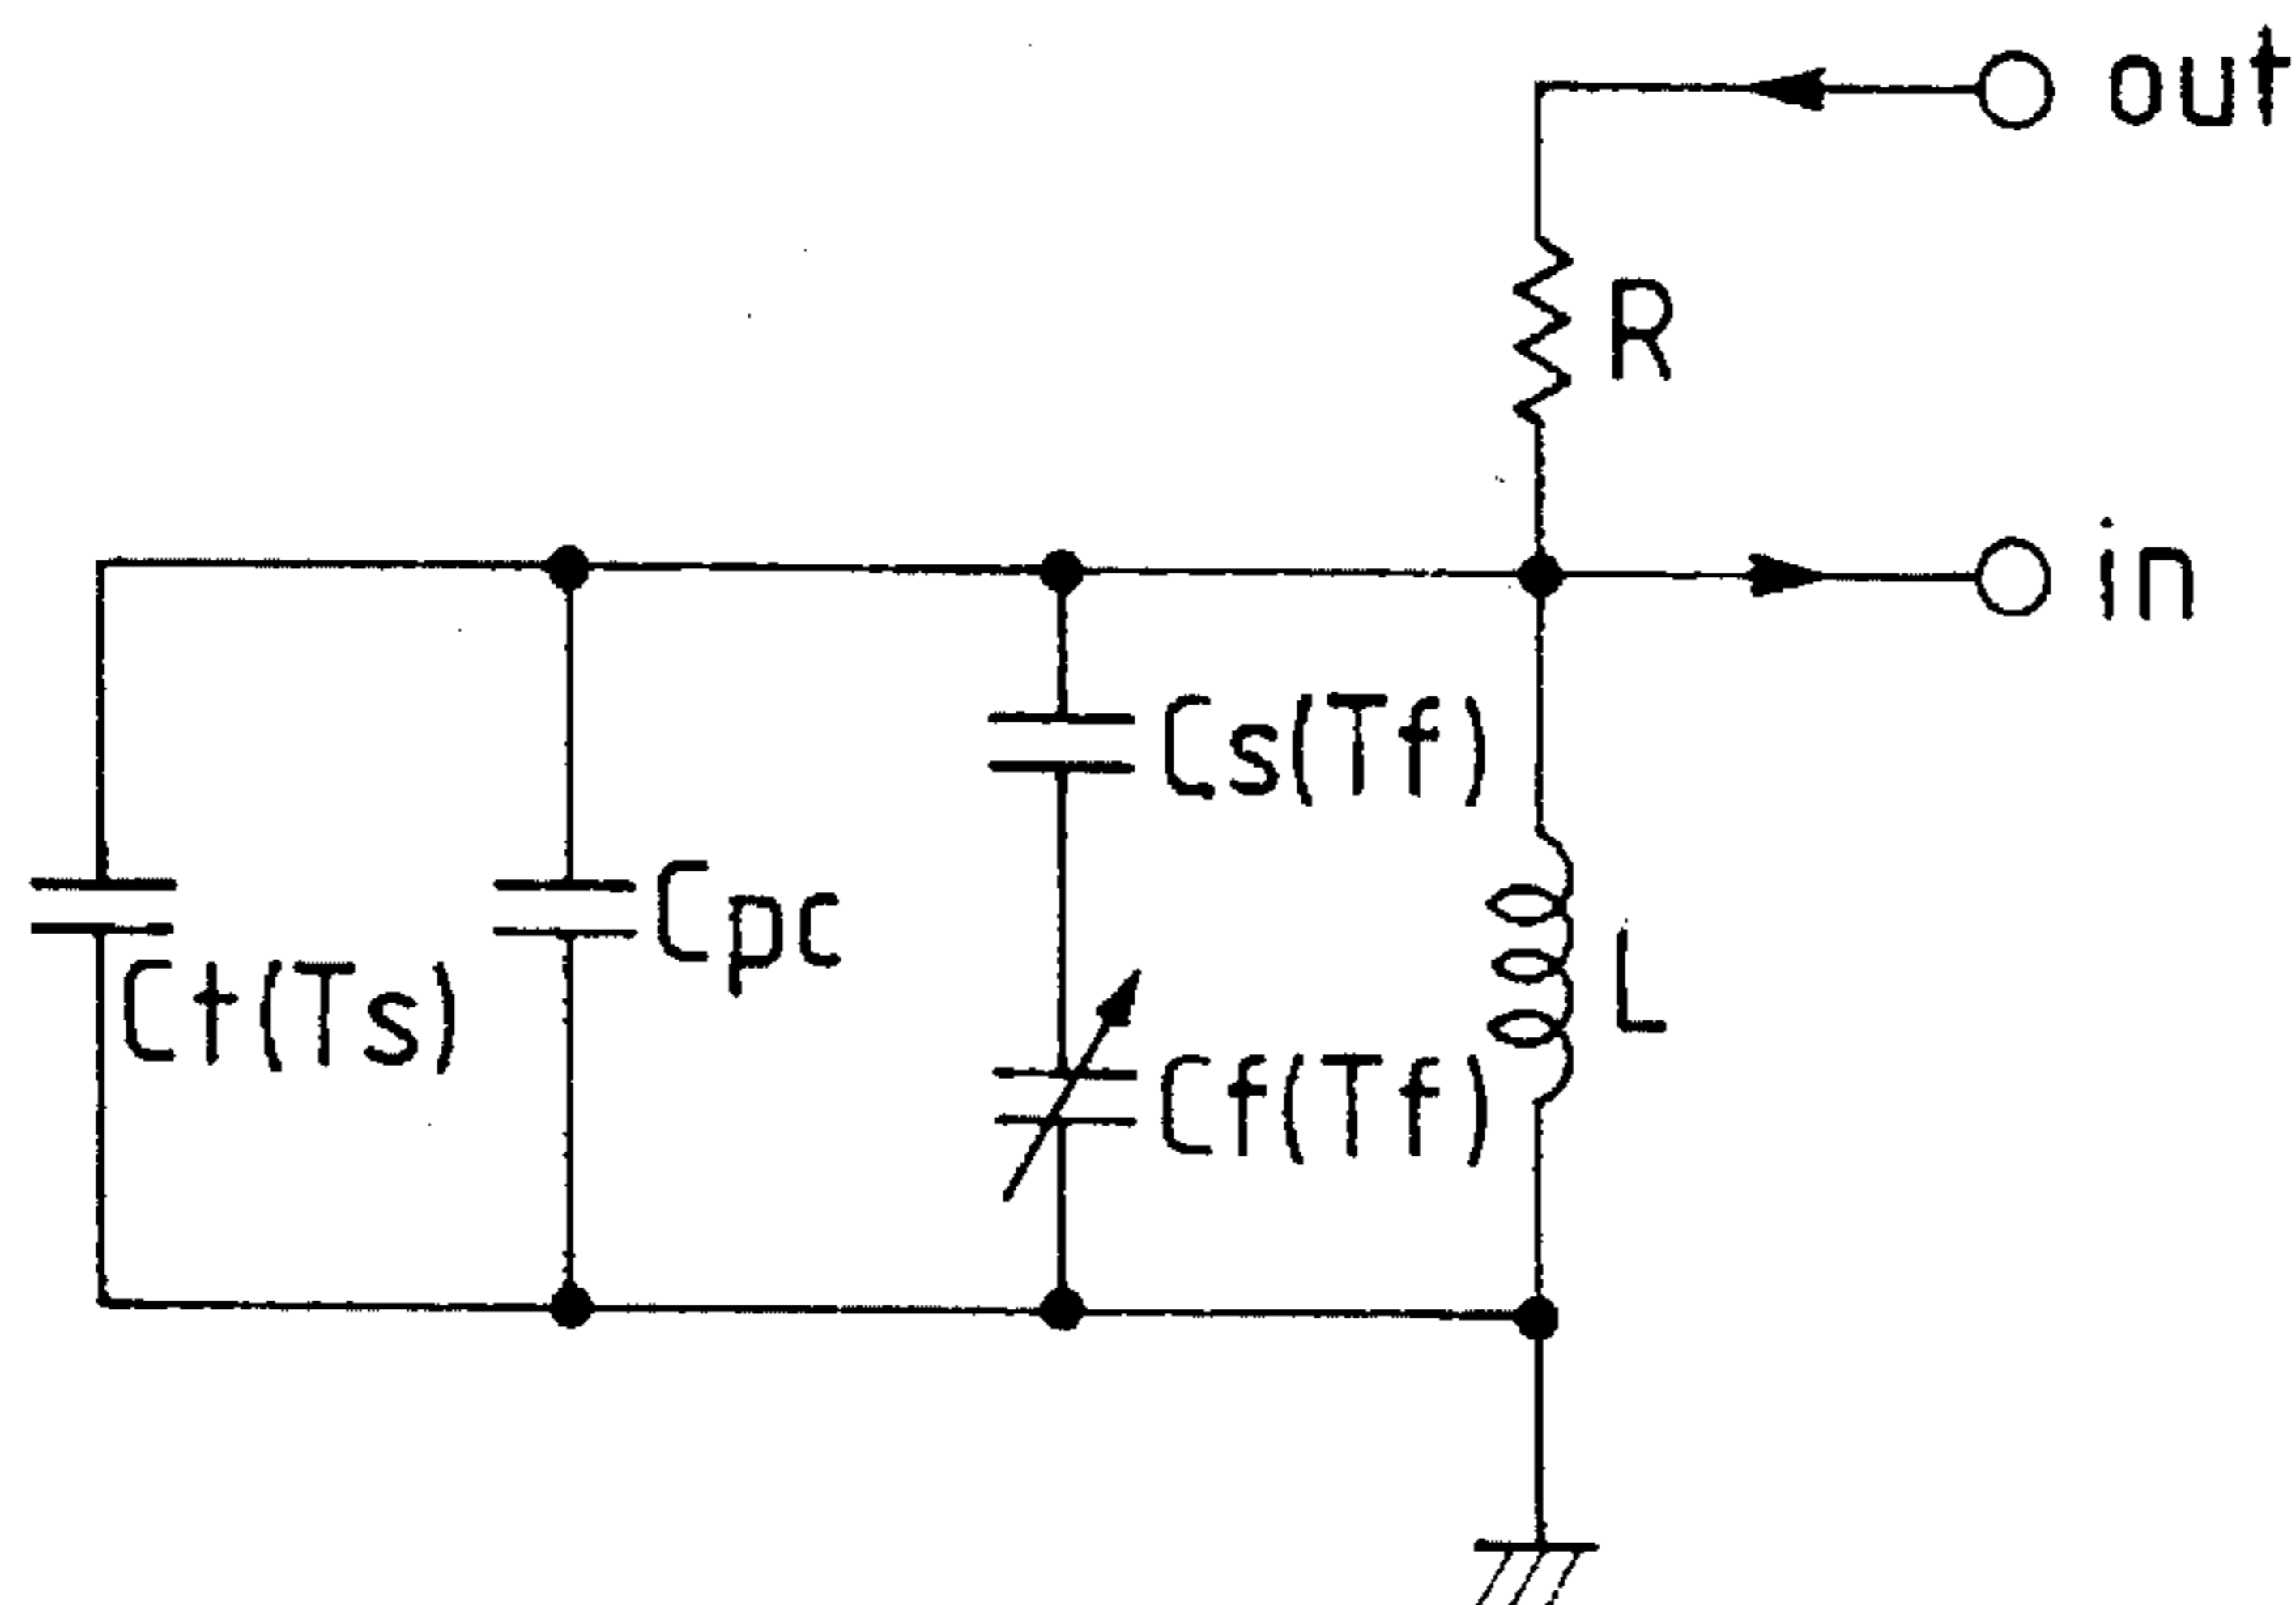 out
R
in
Cs(Tf)
Cpc
L
Ct(Ts)
Cf(Tf)